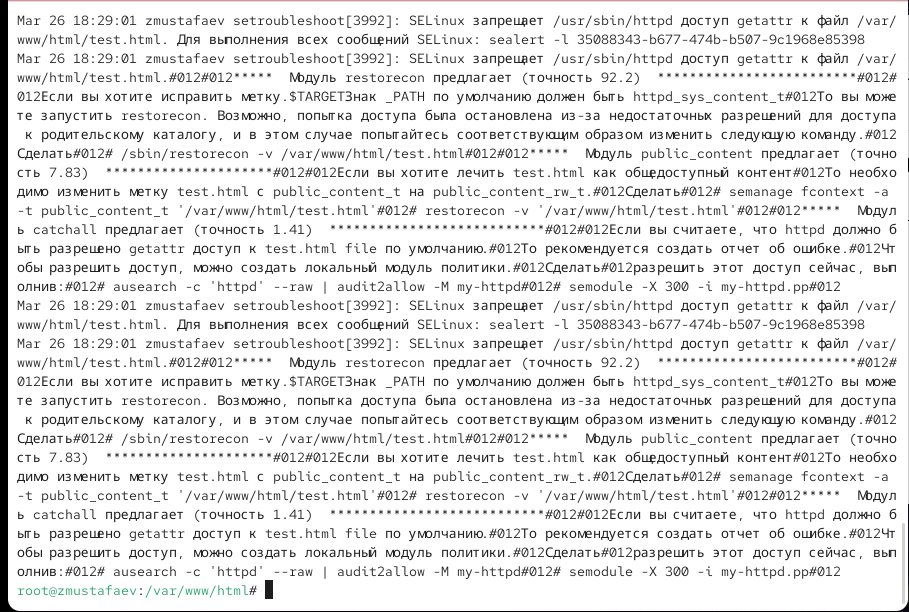 Mar 26 18:29:01 zmustafaev setroubleshoot[3992]: SELinux запрещает /usr/sbin/httpd доступ getattr к файл /var/
www/html/test.html. Для выполнения всех сообщений SELinux: sealert -l 35088343-b677-474b-b507-9c1968e85398
Mar 26 18:29:01 zmustafaev setroubleshoot[3992]: SELinux запрещает /usr/sbin/httpd доступ getattr к файл /var/
www/html/test.html.#012#012*****  Модуль restorecon предлагает (точность 92.2)  ************************#012#
012Если вы хотите исправить метку.$TARGETЗнак _PATH по умолчанию должен быть httpd_sys_content_t#012То вы може
те запустить restorecon. Возможно, попытка доступа была остановлена из-за недостаточных разрешений для доступа
 к родительскому каталогу, и в этом случае попытайтесь соответствующим образом изменить следующую команду.#012
Сделать#012# /sbin/restorecon -v /var/www/html/test.html#012#012*****  Модуль public_content предлагает (точно
сть 7.83)  ********************#012#012Если вы хотите лечить test.html как общедоступный контент#012То необхо
димо изменить метку test.html с public_content_t на public_content_rw_t.#012Сделать#012# semanage fcontext -a
-t public_content_t '/var/www/html/test.html'#012# restorecon -v '/var/www/html/test.html'#012#012*****  Модул
ь catchall предлагает (точность 1.41)  **************************#012#012Если вы считаете, что httpd должно б
ыть разрешено getattr доступ к test.html file по умолчанию.#012То рекомендуется создать отчет об ошибке.#012Чт
обы разрешить доступ, можно создать локальный модуль политики.#012Сделать#012разрешить этот доступ сейчас, вып
олнив:#012# ausearch -c 'httpd' --raw | audit2allow -M my-httpd#012# semodule -X 300 -i my-httpd.pp#012
Mar 26 18:29:01 zmustafaev setroubleshoot[3992]: SELinux запрещает /usr/sbin/httpd доступ getattr к файл /var/
www/html/test.html. Для выполнения всех сообщений SELinux: sealert -l 35088343-b677-474b-b507-9c1968e85398
Mar 26 18:29:01 zmustafaev setroubleshoot[3992]: SELinux запрещает /usr/sbin/httpd доступ getattr к файл /var/
www/html/test.html.#012#012*****  Модуль restorecon предлагает (точность 92.2)  ************************#012#
012Если вы хотите исправить метку.$TARGETЗнак _PATH по умолчанию должен быть httpd_sys_content_t#012То вы може
те запустить restorecon. Возможно, попытка доступа была остановлена из-за недостаточных разрешений для доступа
 к родительскому каталогу, и в этом случае попытайтесь соответствующим образом изменить следующую команду.#012
Сделать#012# /sbin/restorecon -v /var/www/html/test.html#012#012*****  Модуль public_content предлагает (точно
сть 7.83)  ********************#012#012Если вы хотите лечить test.html как общедоступный контент#012То необхо
димо изменить метку test.html с public_content_t на public_content_rw_t.#012Сделать#012# semanage fcontext -a
-t public_content_t '/var/www/html/test.html'#012# restorecon -v '/var/www/html/test.html'#012#012*****  Модул
ь catchall предлагает (точность 1.41)  **************************#012#012Если вы считаете, что httpd должно б
ыть разрешено getattr доступ к test.html file по умолчанию.#012То рекомендуется создать отчет об ошибке.#012Чт
обы разрешить доступ, можно создать локальный модуль политики.#012Сделать#012разрешить этот доступ сейчас, вып
олнив:#012# ausearch -c 'httpd' --raw | audit2allow -M my-httpd#012# semodule -X 300 -i my-httpd.pp#012
root@zmustafaev:/var/www/html#